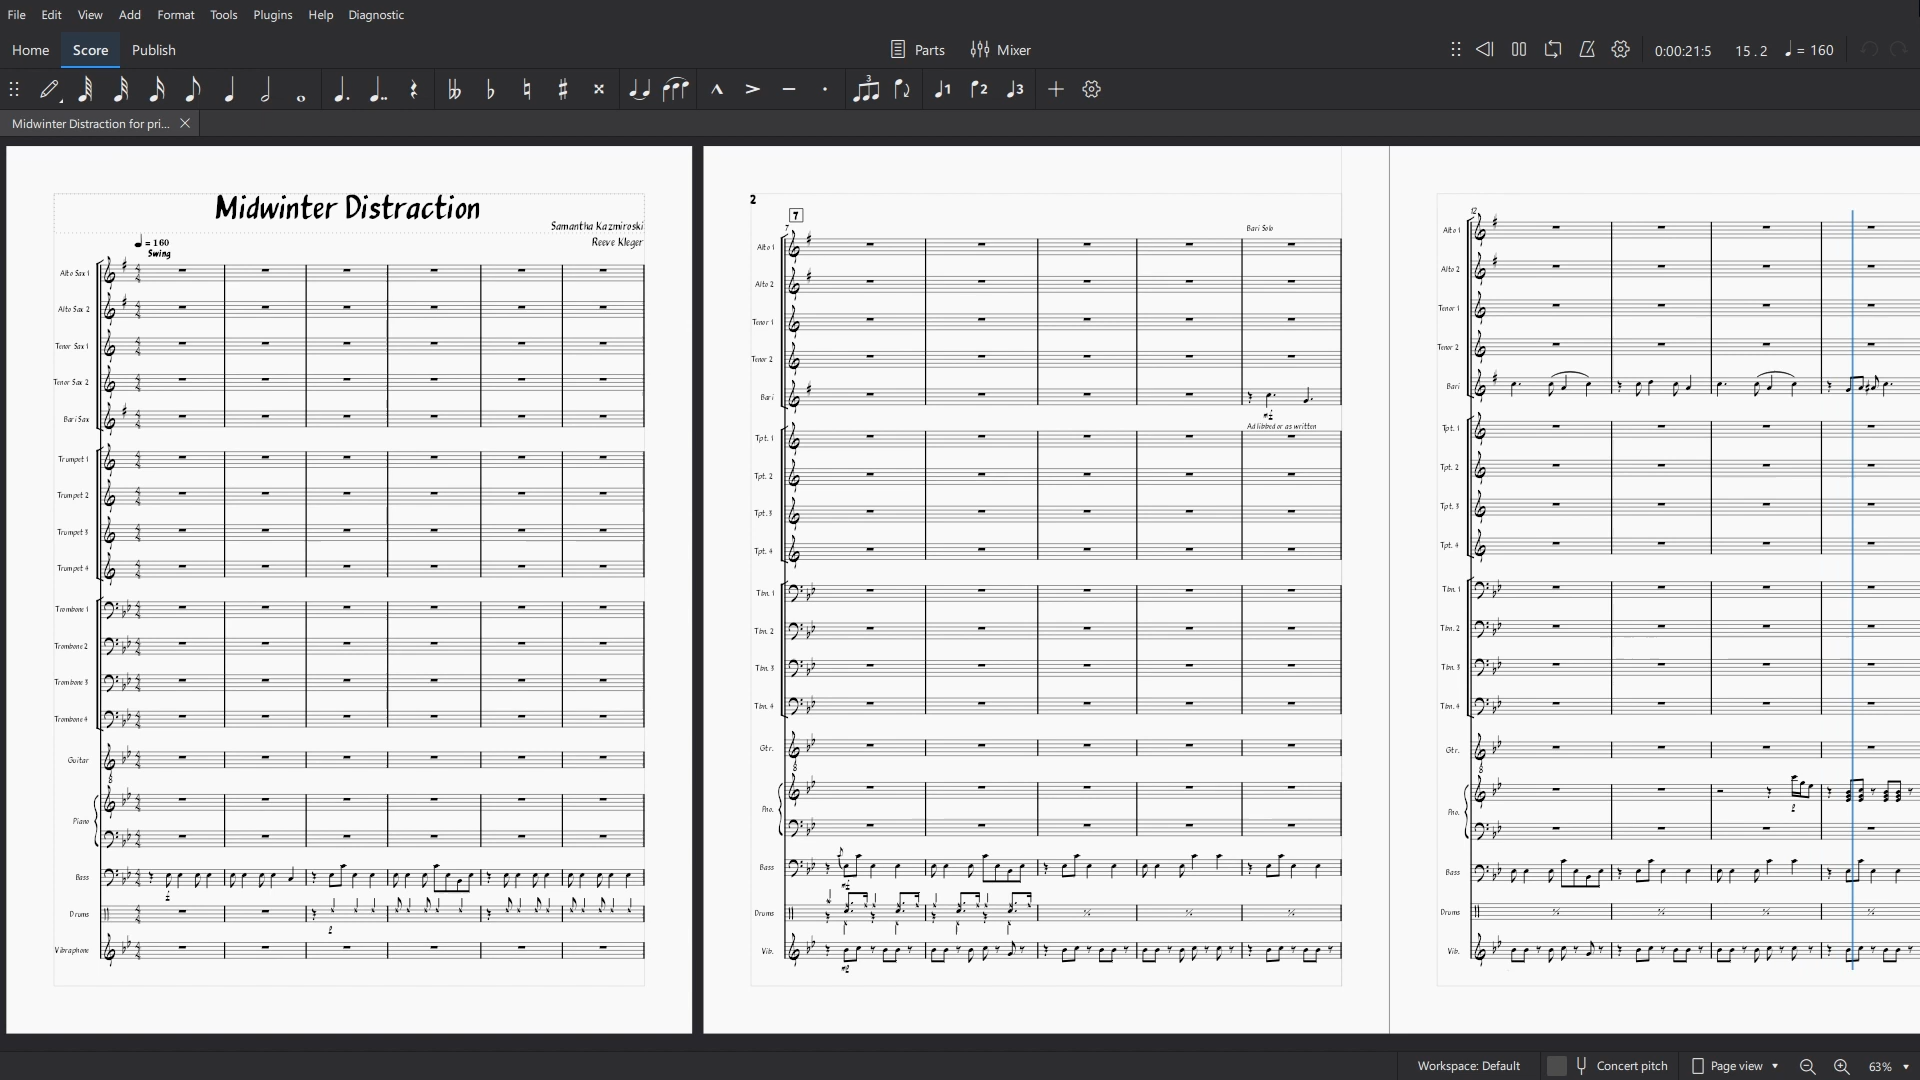 File Edit View Add Format Tools Plugins Help Diagnostic
Home Score Publish Parts Mixer 0:00:21:5 15 . 2 = 160
3 1 2 3
Midwinter Distraction for pri...
Midwinter Distraction
Samantha Kazmiroski
Reeve Kleger
= 160
Swing
Alto Sax 1
Alto Sax 2
Tenor Sax 1
Tenor Sax 2
Bari Sax
Trumpet 1
Trumpet 2
Trumpet 3
Trumpet 4
Trombone 1
Trombone 2
Trombone 3
Trombone 4
Guitar
Piano
Bass
Drums
Vibraphone
2
7
7
Bari Solo
Alto 1
Alto 2
Tenor 1
Tenor 2
Bari
Ad libbed or as written
Tpt. 1
Tpt. 2
Tpt. 3
Tpt. 4
Tbn. 1
Tbn. 2
Tbn. 3
Tbn. 4
Gtr.
Pno.
Bass
Drums
Vib.
12
Alto 1
Alto 2
Tenor 1
Tenor 2
Bari
Tpt. 1
Tpt. 2
Tpt. 3
Tpt. 4
Tbn. 1
Tbn. 2
Tbn. 3
Tbn. 4
Gtr.
Pno.
Bass
Drums
Vib.
Workspace: Default Concert pitch Page view 63%